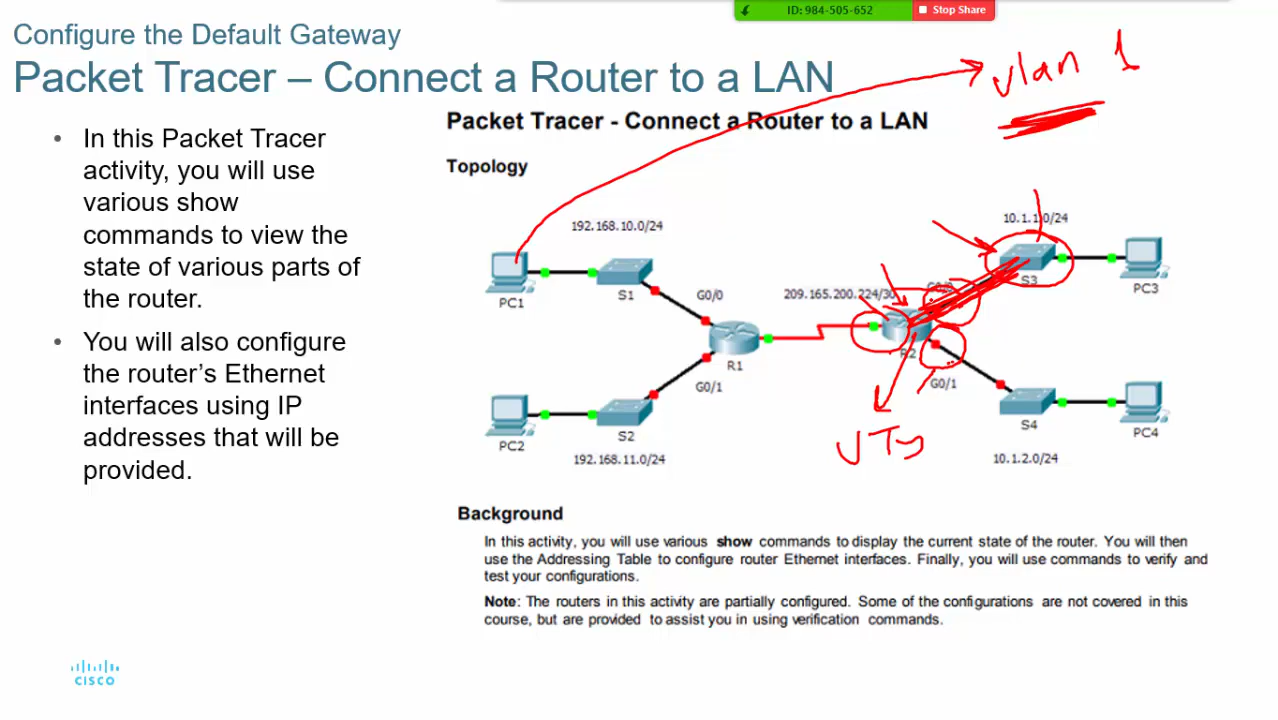 ID: 984-505-652
Stop Share
Configure the Default Gateway
Packet Tracer – Connect a Router to a LAN
vlan 1
• In this Packet Tracer
activity, you will use
various show
commands to view the
state of various parts of
the router.
• You will also configure
the router's Ethernet
interfaces using IP
addresses that will be
provided.
Packet Tracer - Connect a Router to a LAN
Topology
192.168.10.0/24
10.1.1.0/24
PC1
S1
G0/0
209.165.200.224/30
G0/0
S3
PC3
R1
R2
G0/1
G0/1
PC2
S2
S4
PC4
VTy
192.168.11.0/24
10.1.2.0/24
Background
In this activity, you will use various show commands to display the current state of the router. You will then
use the Addressing Table to configure router Ethernet interfaces. Finally, you will use commands to verify and
test your configurations.
Note: The routers in this activity are partially configured. Some of the configurations are not covered in this
course, but are provided to assist you in using verification commands.
CISCO